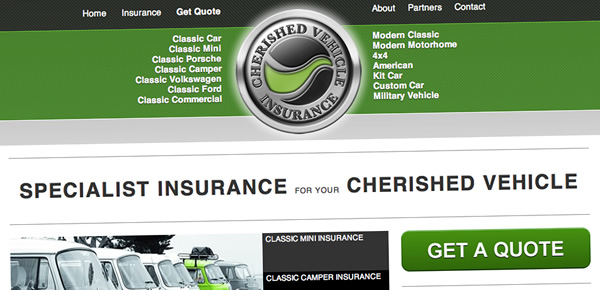 Home Insurance Get Quote
About Partners Contact
Classic Car
Classic Mini
Classic Porsche
Classic Camper
Classic Volkswagen
Classic Ford
Classic Commercial
CHERISHED VEHICLE
INSURANCE
Modern Classic
Modern Motorhome
4x4
American
Kit Car
Custom Car
Military Vehicle
SPECIALIST INSURANCE FOR YOUR CHERISHED VEHICLE
CLASSIC MINI INSURANCE
CLASSIC CAMPER INSURANCE
GET A QUOTE